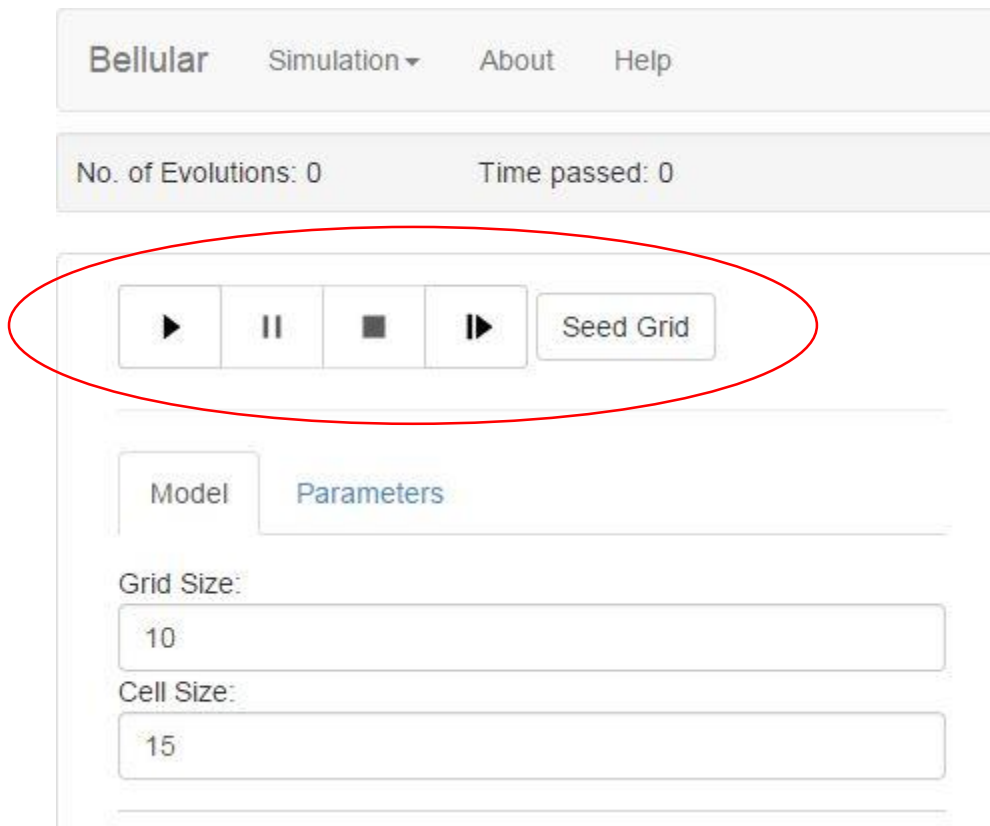 Bellular Simulation About Help
No. of Evolutions: 0 Time passed: 0
Seed Grid
Model Parameters
Grid Size:
10
Cell Size:
15